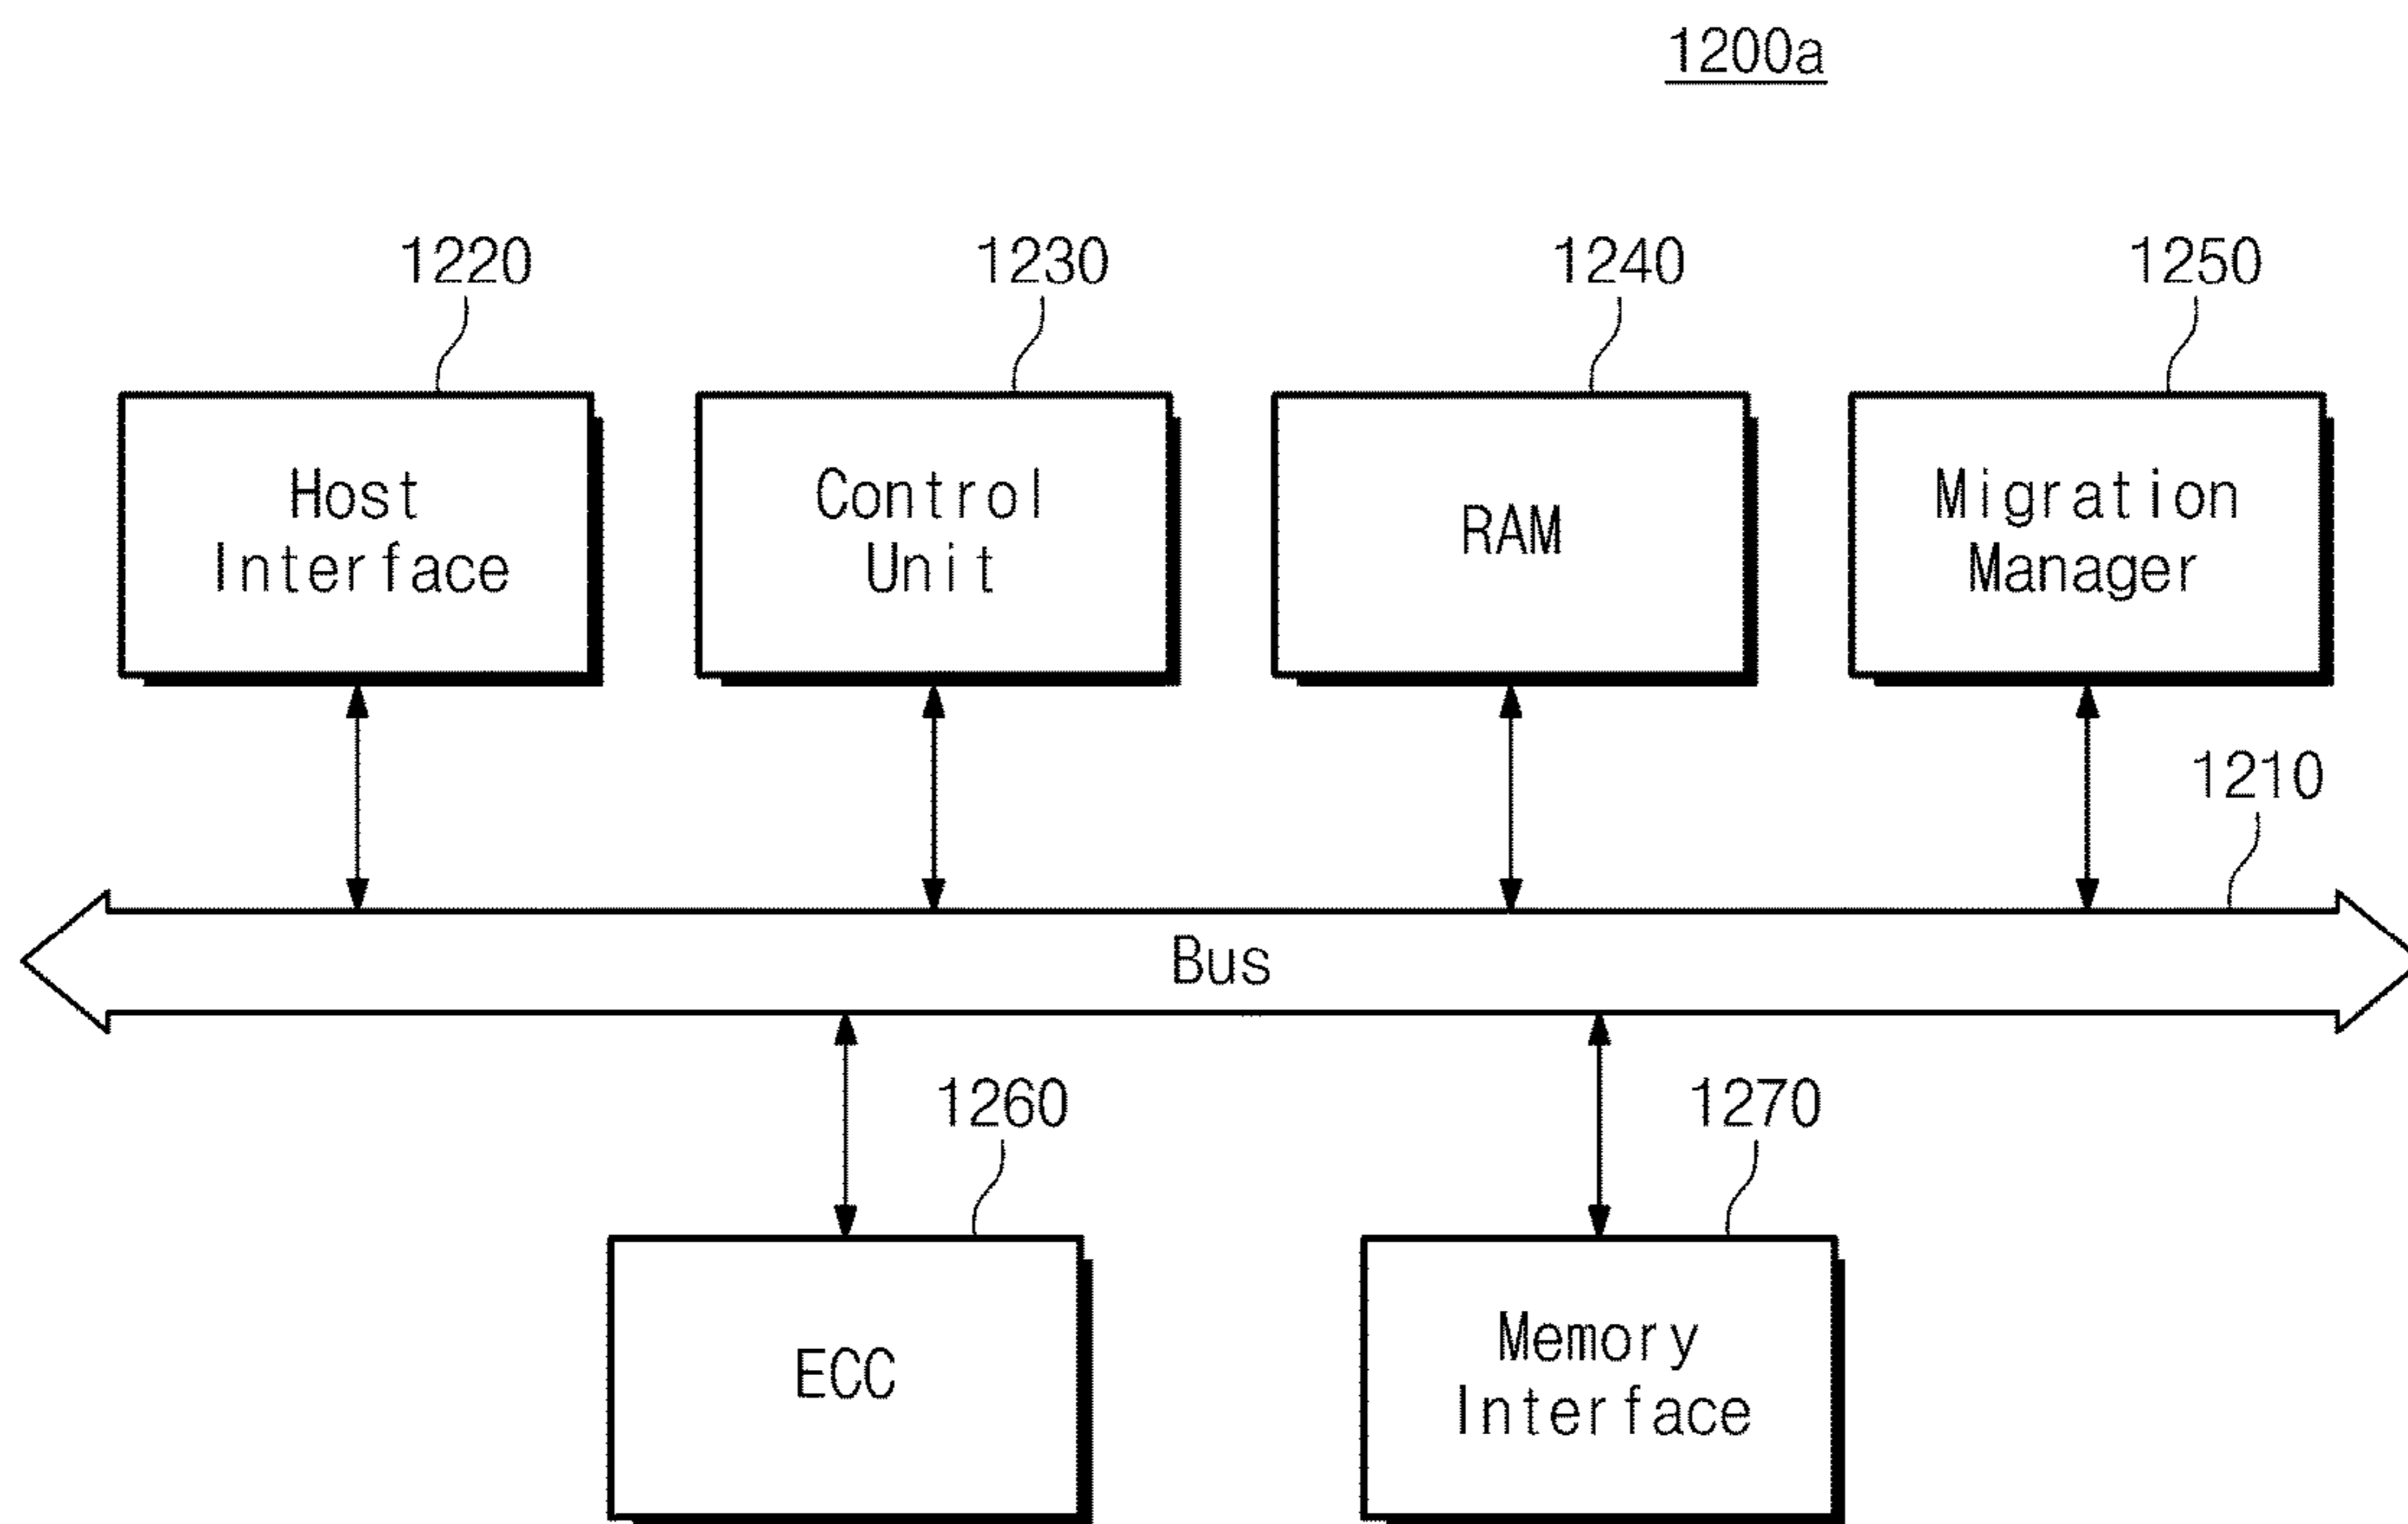 1200a
1220
1230
1240
1250
Host
Interface
Control
Unit
RAM
Migration
Manager
1210
Bus
1260
1270
ECC
Memory
Interface